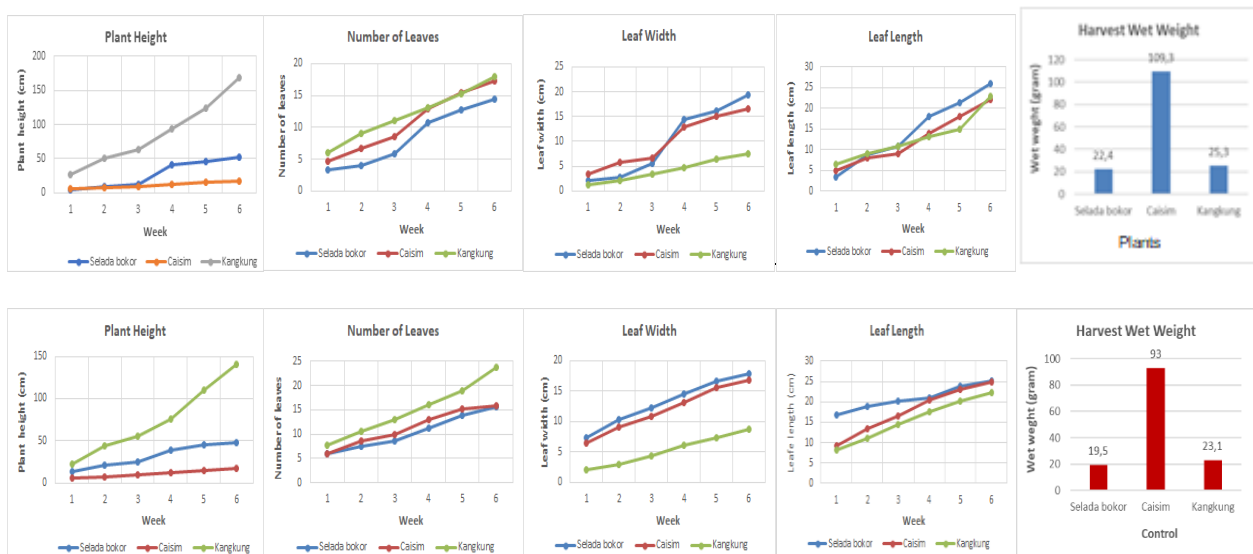 Plant Height
Plant height (cm)
200
150
100
50
0
1 2 3 4 5 6
Week
Selada bokor Caisim Kangkung
Number of Leaves
Number of leaves
20
15
10
5
0
1 2 3 4 5 6
Week
Selada bokor Caisim Kangkung
Leaf Width
Leaf width (cm)
25
20
15
10
5
0
1 2 3 4 5 6
Week
Selada bokor Caisim Kangkung
Leaf Length
Leaf length (cm)
30
25
20
15
10
5
0
1 2 3 4 5 6
Week
Selada bokor Caisim Kangkung
Harvest Wet Weight
Wet weght (gram)
120
100
80
60
40
20
0
22,4
109,3
25,3
Selada bokor Caisim Kangkung
Plants
Plant Height
Plant height (cm)
150
100
50
0
1 2 3 4 5 6
Week
Selada bokor Caisim Kangkung
Number of Leaves
Number of leaves
25
20
15
10
5
0
1 2 3 4 5 6
Week
Selada bokor Caisim Kangkung
Leaf Width
Leaf width (cm)
20
15
10
5
0
1 2 3 4 5 6
Week
Selada bokor Caisim Kangkung
Leaf Length
Leafe length (cm)
30
25
20
15
10
5
0
1 2 3 4 5 6
Week
Selada bokor Caisim Kangkung
Harvest Wet Weight
Wet weght (gram)
100
80
60
40
20
0
19,5
93
23,1
Selada bokor Caisim Kangkung
Control